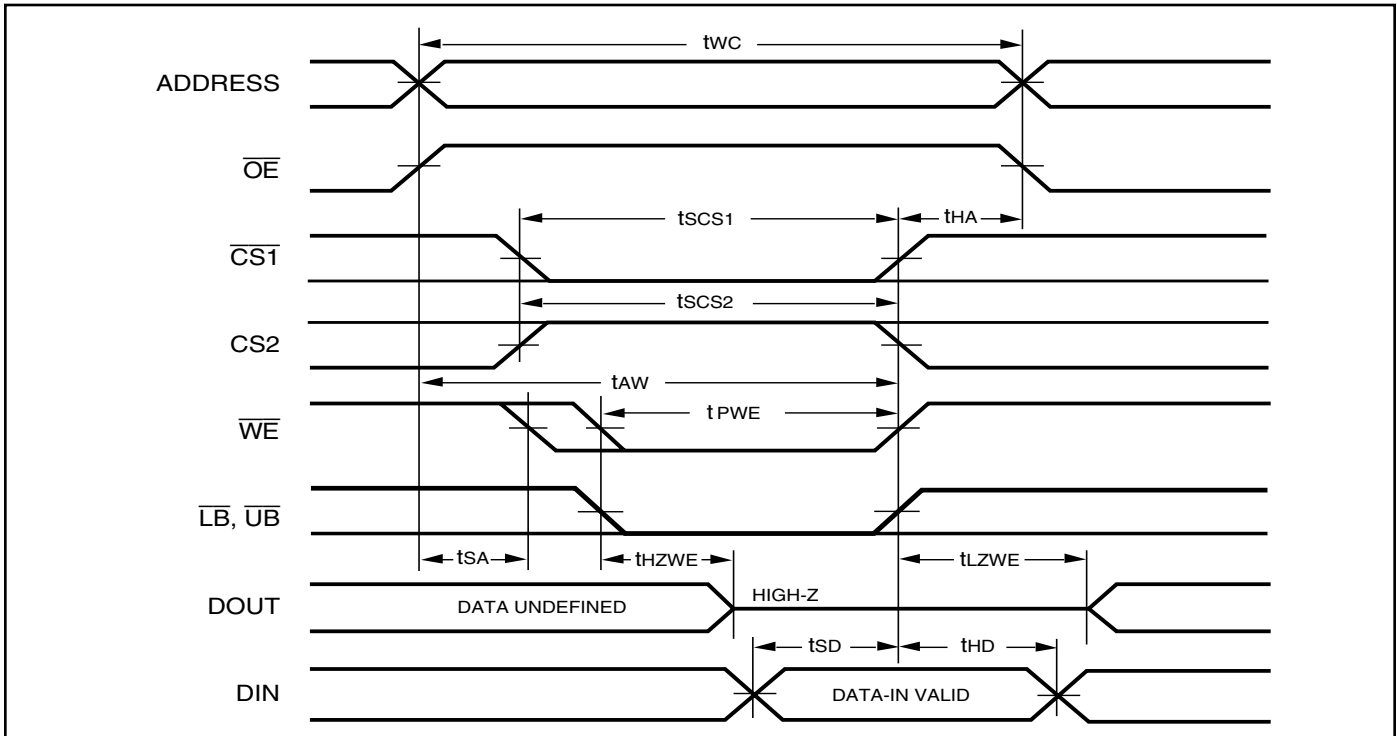 tWC
ADDRESS
OE
tSCS1
tHA
CS1
tSCS2
CS2
tAW
tPWE
WE
LB, UB
tSA
tHZWE
tLZWE
DOUT
DATA UNDEFINED
HIGH-Z
tSD
tHD
DIN
DATA-IN VALID